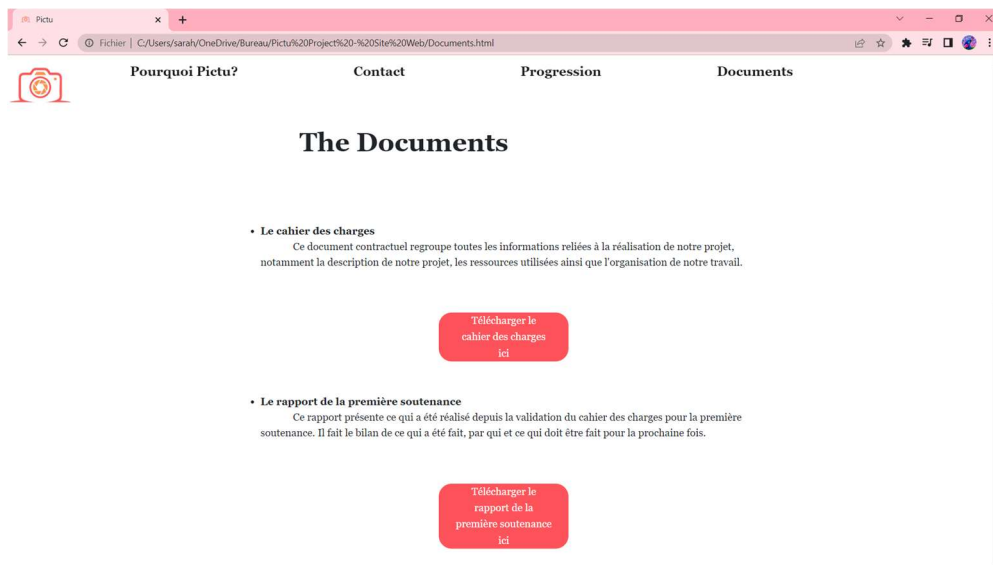 Pictu
Fichier | C:/Users/sarah/OneDrive/Bureau/Pictu%20Project%20-%20Site%20Web/Documents.html
Pourquoi Pictu? Contact Progression Documents
The Documents
• Le cahier des charges
Ce document contractuel regroupe toutes les informations reliées à la réalisation de notre projet,
notamment la description de notre projet, les ressources utilisées ainsi que l'organisation de notre travail.
Télécharger le
cahier des charges
ici
• Le rapport de la première soutenance
Ce rapport présente ce qui a été réalisé depuis la validation du cahier des charges pour la première
soutenance. Il fait le bilan de ce qui a été fait, par qui et ce qui doit être fait pour la prochaine fois.
Télécharger le
rapport de la
première soutenance
ici